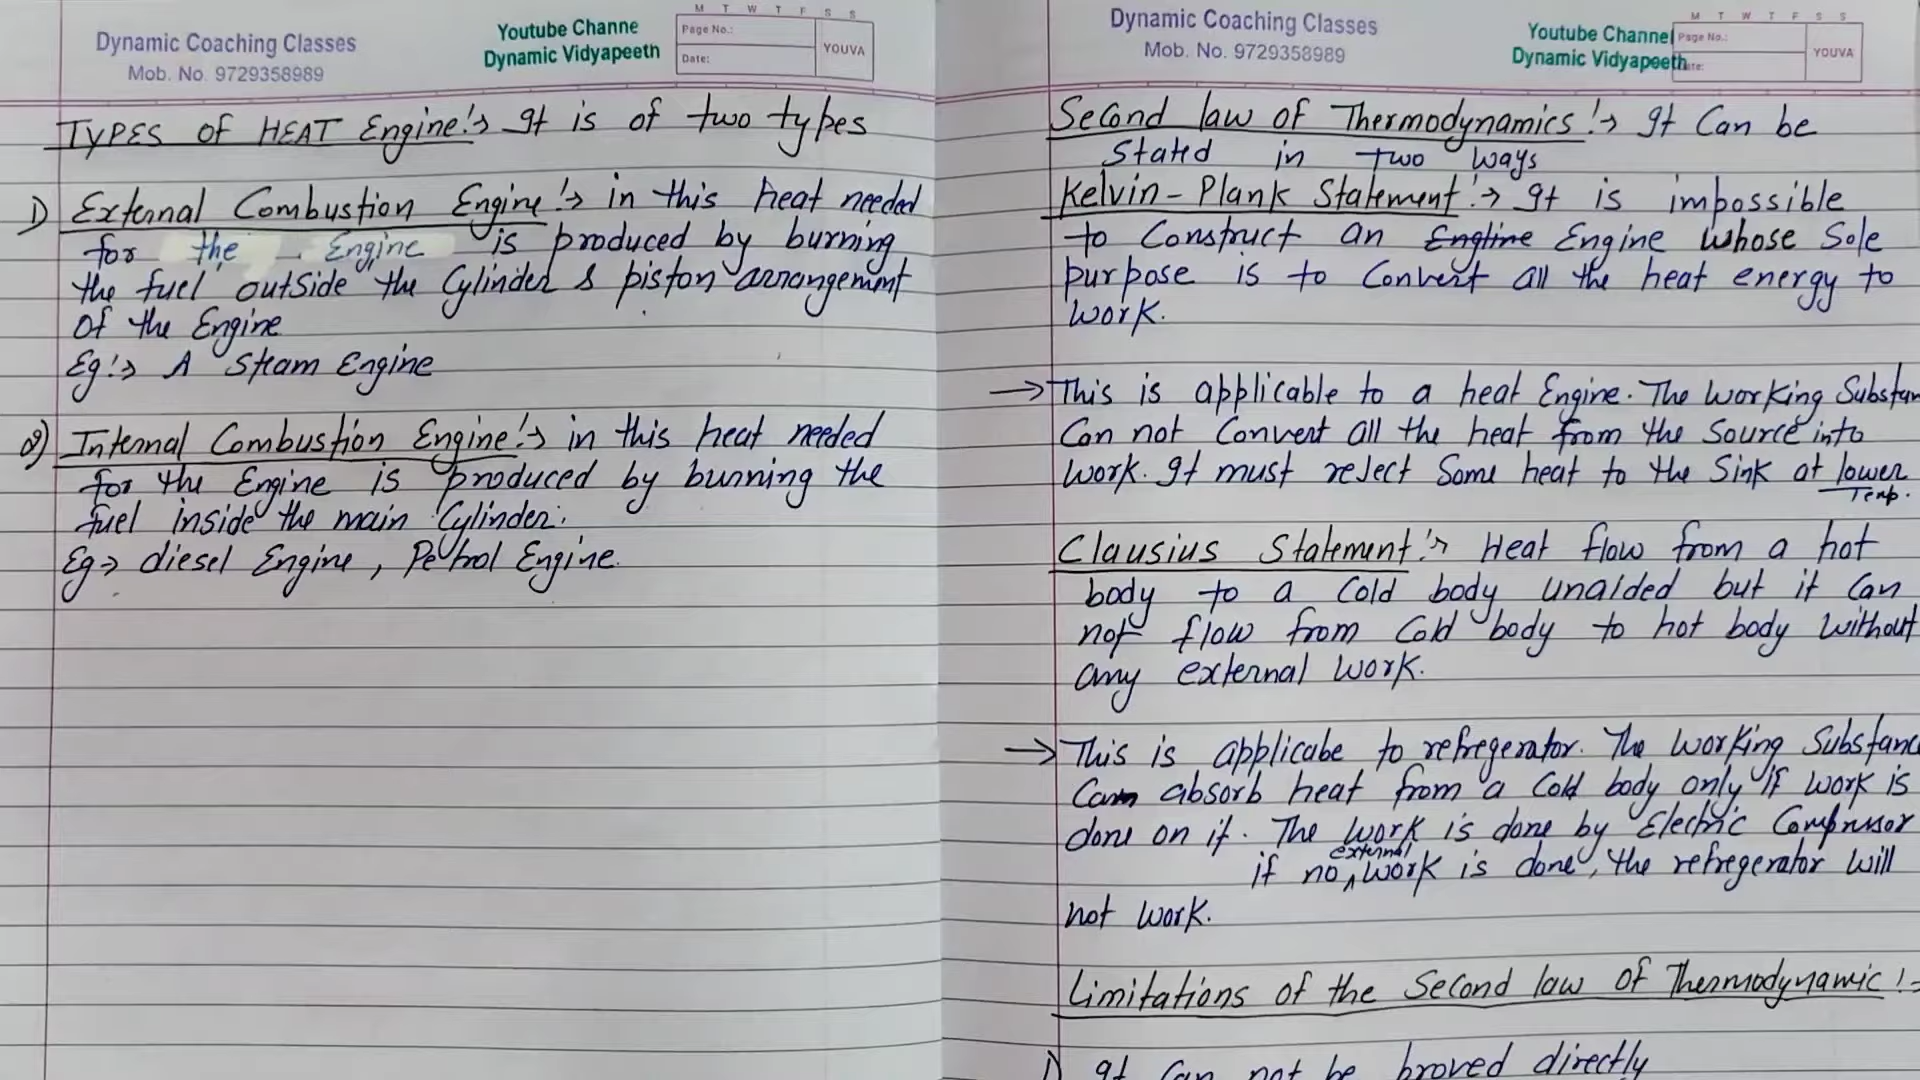 Dynamic Coaching Classes
Mob. No. 9729358989
Youtube Channe
Dynamic Vidyapeeth
M T W T F S S
Page No.:
Date:
YOUVA
TYPES OF HEAT Engine:→ It is of two types
1) External Combustion Engine:→ in this heat needed
for the Engine is produced by burning
the fuel outside the Cylinder & piston arrangement
Of the Engine
Eg:→ A Steam Engine
2) Internal Combustion Engine:→ in this heat needed
for the Engine is produced by burning the
fuel inside the main Cylinder.
Eg→ diesel Engine, Petrol Engine.
Dynamic Coaching Classes
Mob. No. 9729358989
Youtube Channel
Dynamic Vidyapeeth
M T W T F S S
Page No.:
YOUVA
Second law of Thermodynamics:→ It Can be
Stated in two ways
Kelvin-Plank Statement:→ It is impossible
to Construct an Engline Engine whose Sole
purpose is to Convert all the heat energy to
work.
→ This is applicable to a heat Engine. The working Substan
Can not Convert all the heat from the Source into
work. It must reject Some heat to the Sink at lower
Temp.
Clausius Statement:→ Heat flow from a hot
body to a Cold body unaided but it Can
not flow from Cold body to hot body without
any external work.
→ This is applicabe to refregerator. The working Substanc
Can absorb heat from a Cold body only if work is
done on it. The work is done by Electric Compressor
if no external work is done, the refregerator will
not work.
Limitations of the Second law of Thermodynamic:-
1) It Can not be proved directly